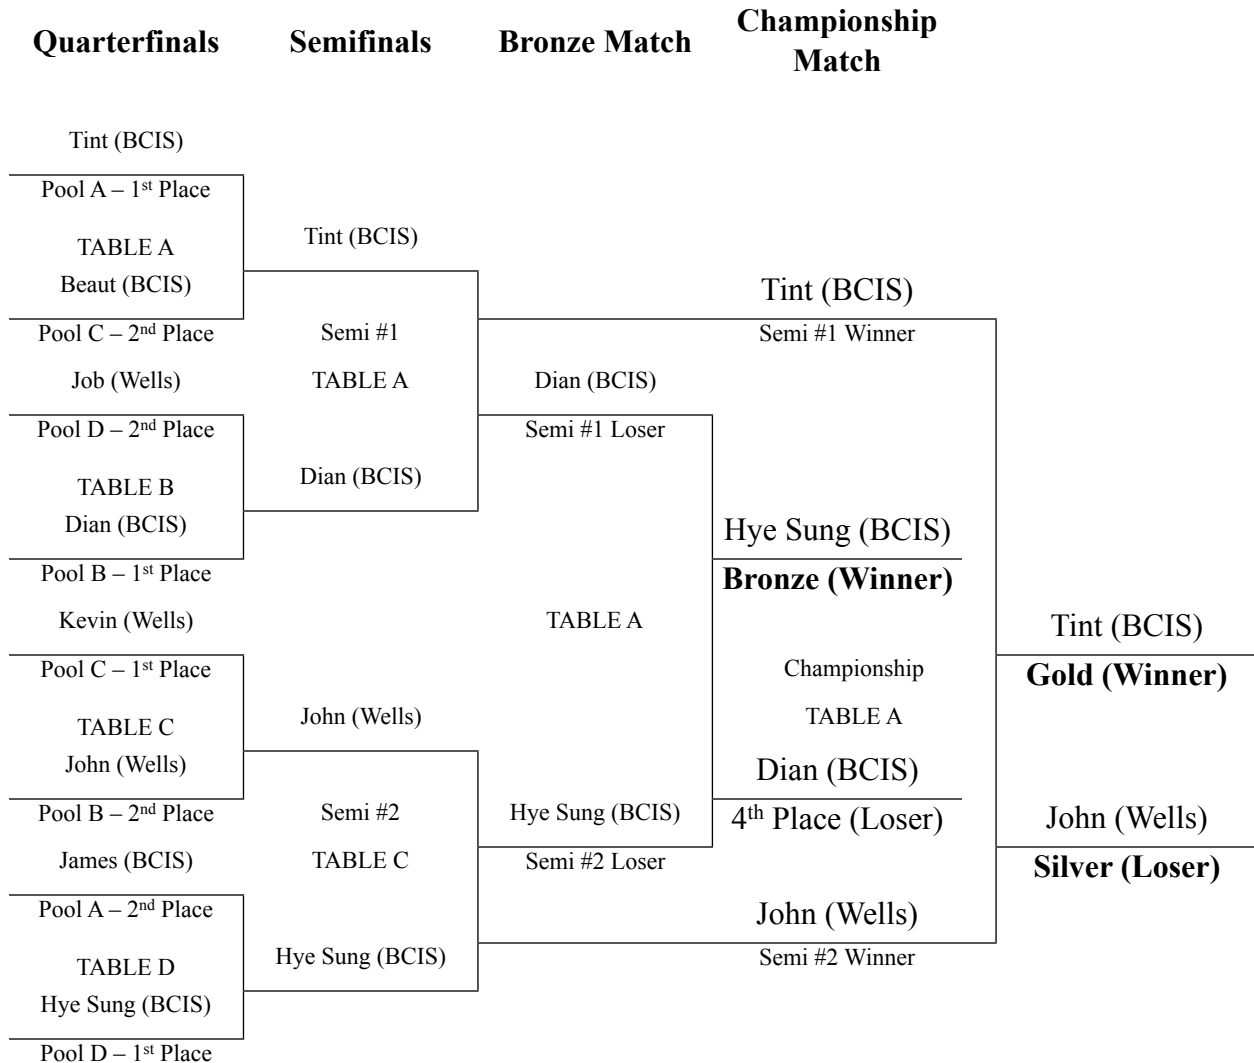 Quarterfinals
Semifinals
Bronze Match
Championship
Match
Tint (BCIS)
Pool A – 1st Place
TABLE A
Beaut (BCIS)
Pool C – 2nd Place
Job (Wells)
Pool D – 2nd Place
TABLE B
Dian (BCIS)
Pool B – 1st Place
Kevin (Wells)
Pool C – 1st Place
TABLE C
John (Wells)
Pool B – 2nd Place
James (BCIS)
Pool A – 2nd Place
TABLE D
Hye Sung (BCIS)
Pool D – 1st Place
Tint (BCIS)
Semi #1
TABLE A
Dian (BCIS)
John (Wells)
Semi #2
TABLE C
Hye Sung (BCIS)
Dian (BCIS)
Semi #1 Loser
TABLE A
Hye Sung (BCIS)
Semi #2 Loser
Tint (BCIS)
Semi #1 Winner
Hye Sung (BCIS)
Bronze (Winner)
Championship
TABLE A
Dian (BCIS)
4th Place (Loser)
John (Wells)
Semi #2 Winner
Tint (BCIS)
Gold (Winner)
John (Wells)
Silver (Loser)